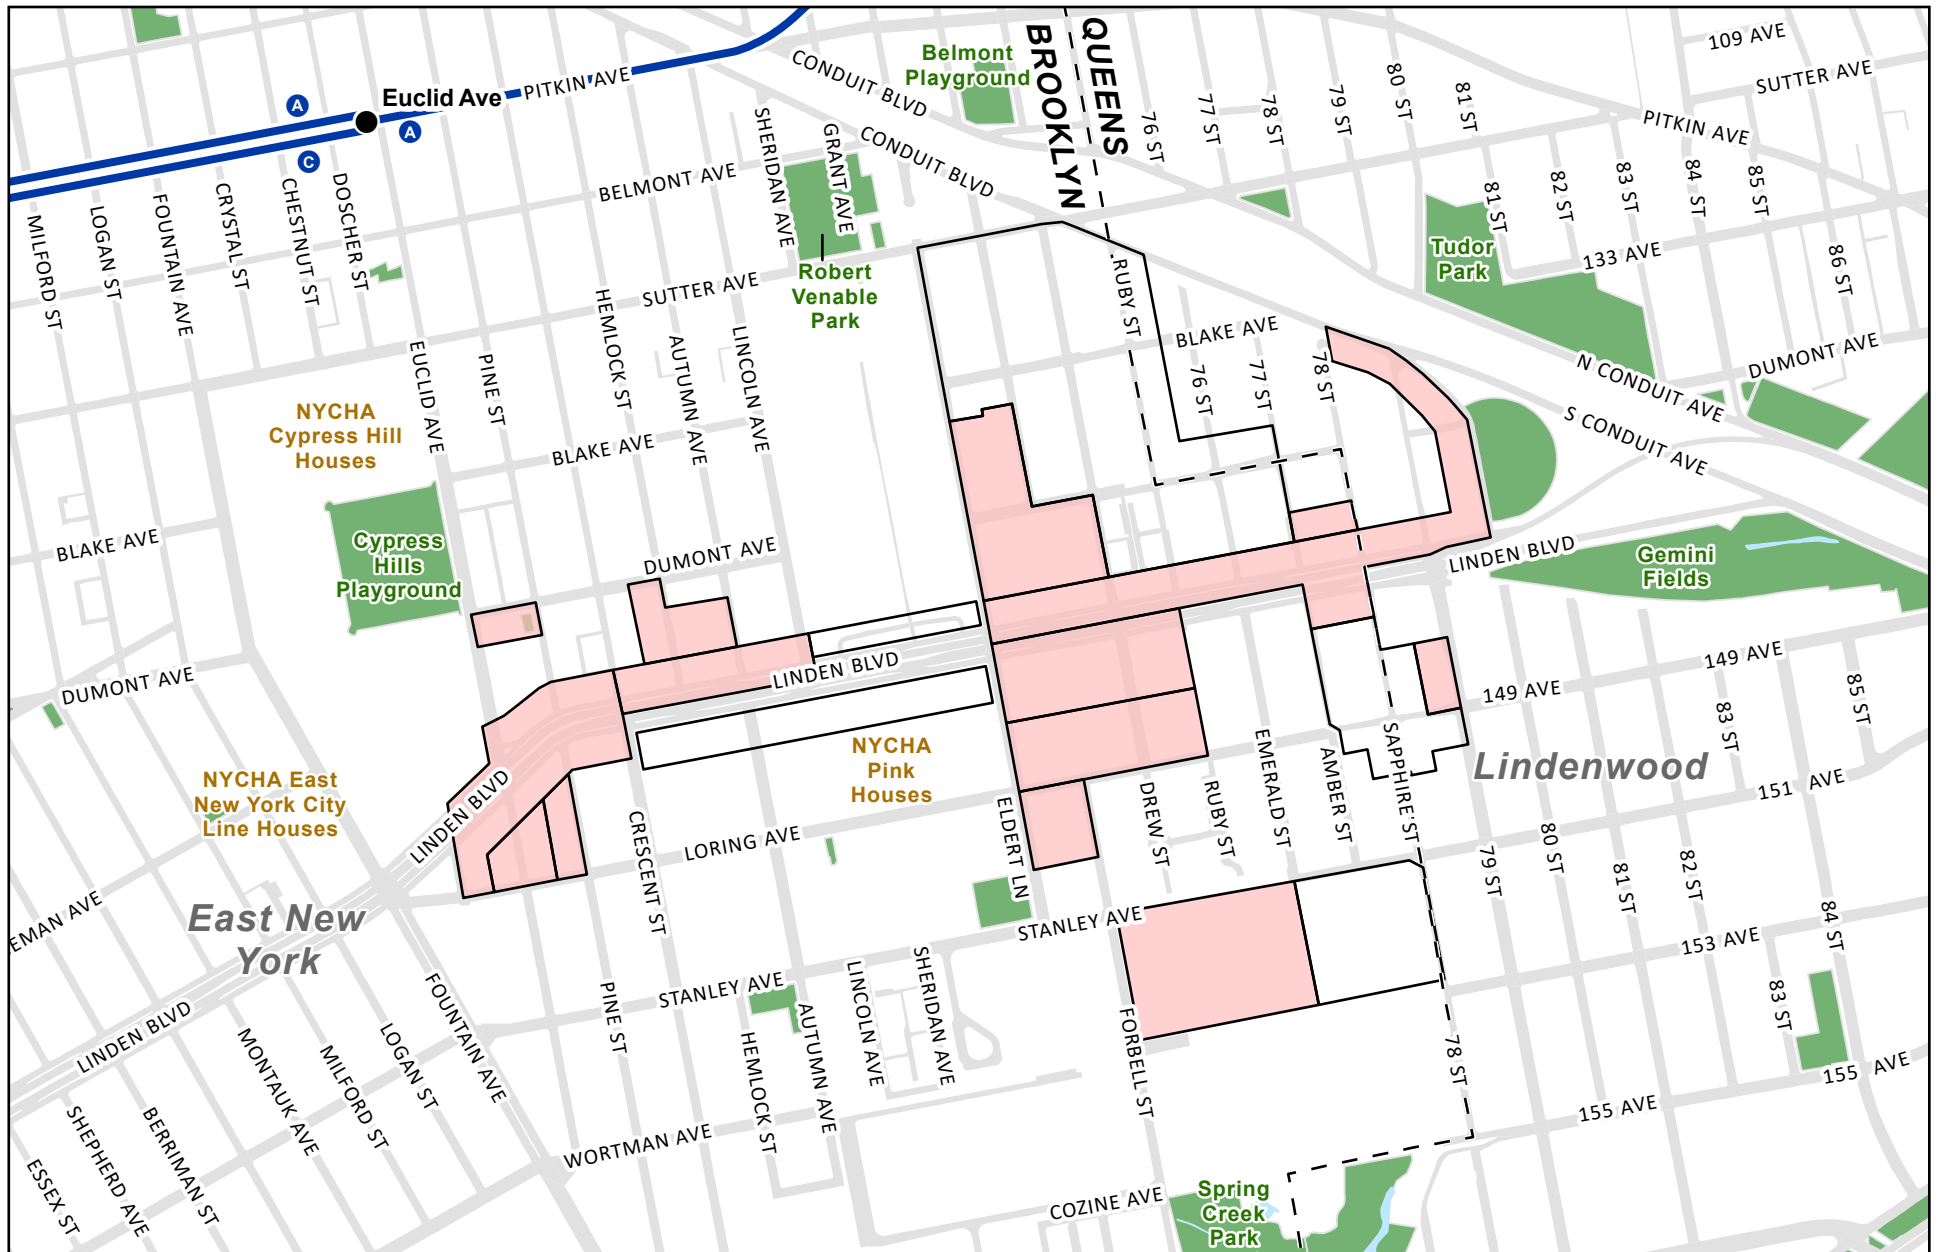 109 AVE
SUTTER AVE
PITKIN AVE
QUEENS
BROOKLYN
Belmont
Playground
CONDUIT BLVD
CONDUIT BLVD
PITKIN AVE
Euclid Ave
A
A
C
76 ST
77 ST
78 ST
79 ST
80 ST
81 ST
81 ST
82 ST
83 ST
84 ST
85 ST
86 ST
133 AVE
Tudor
Park
DUMONT AVE
N CONDUIT AVE
S CONDUIT AVE
MILFORD ST
LOGAN ST
FOUNTAIN AVE
CRYSTAL ST
CHESTNUT ST
DOSCHER ST
BELMONT AVE
SHERIDAN AVE
GRANT AVE
SUTTER AVE
Robert
Venable
Park
RUBY ST
BLAKE AVE
76 ST
77 ST
78 ST
EUCLID AVE
PINE ST
HEMLOCK ST
AUTUMN AVE
LINCOLN AVE
BLAKE AVE
NYCHA
Cypress Hill
Houses
BLAKE AVE
Cypress
Hills
Playground
DUMONT AVE
LINDEN BLVD
Gemini
Fields
149 AVE
149 AVE
85 ST
83 ST
DUMONT AVE
LINDEN BLVD
NYCHA
Pink
Houses
NYCHA East
New York City
Line Houses
LINDEN BLVD
Lindenwood
151 AVE
SAPPHIRE ST
AMBER ST
EMERALD ST
RUBY ST
DREW ST
ELDERT LN
LORING AVE
CRESCENT ST
79 ST
80 ST
81 ST
82 ST
84 ST
153 AVE
83 ST
EMAN AVE
East New
York
STANLEY AVE
STANLEY AVE
LINDEN BLVD
FOUNTAIN AVE
PINE ST
LOGAN ST
MILFORD ST
MONTAUK AVE
HEMLOCK ST
AUTUMN AVE
LINCOLN AVE
SHERIDAN AVE
FORBELL ST
78 ST
155 AVE
155 AVE
SHEPHERD AVE
BERRIMAN ST
ESSEX ST
WORTMAN AVE
COZINE AVE
Spring
Creek
Park